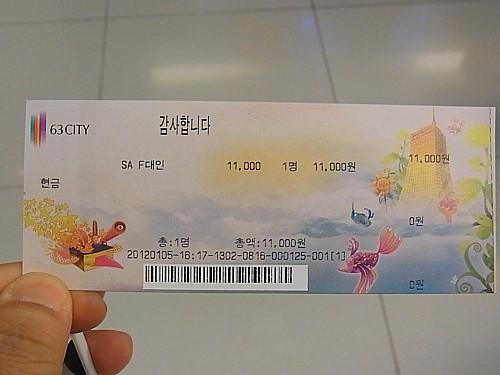 63 CITY
감사합니다
SA F대인 11,000 1명 11,000원 11,000원
현금
0원
총:1명 총액:11,000원
20120105-16:17-1302-0816-000125-001[1]
0원